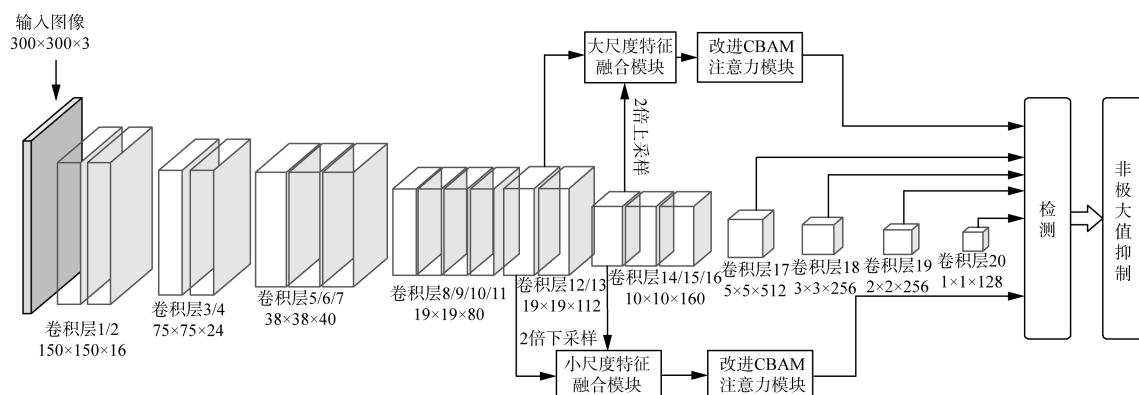 输入图像
300×300×3
大尺度特征
融合模块
改进CBAM
注意力模块
2倍上采样
卷积层1/2
150×150×16
卷积层3/4
75×75×24
卷积层5/6/7
38×38×40
卷积层8/9/10/11
19×19×80
卷积层12/13
19×19×112
卷积层14/15/16
10×10×160
卷积层17
5×5×512
卷积层18
3×3×256
卷积层19
2×2×256
卷积层20
1×1×128
2倍下采样
小尺度特征
融合模块
改进CBAM
注意力模块
检测
非极大值抑制